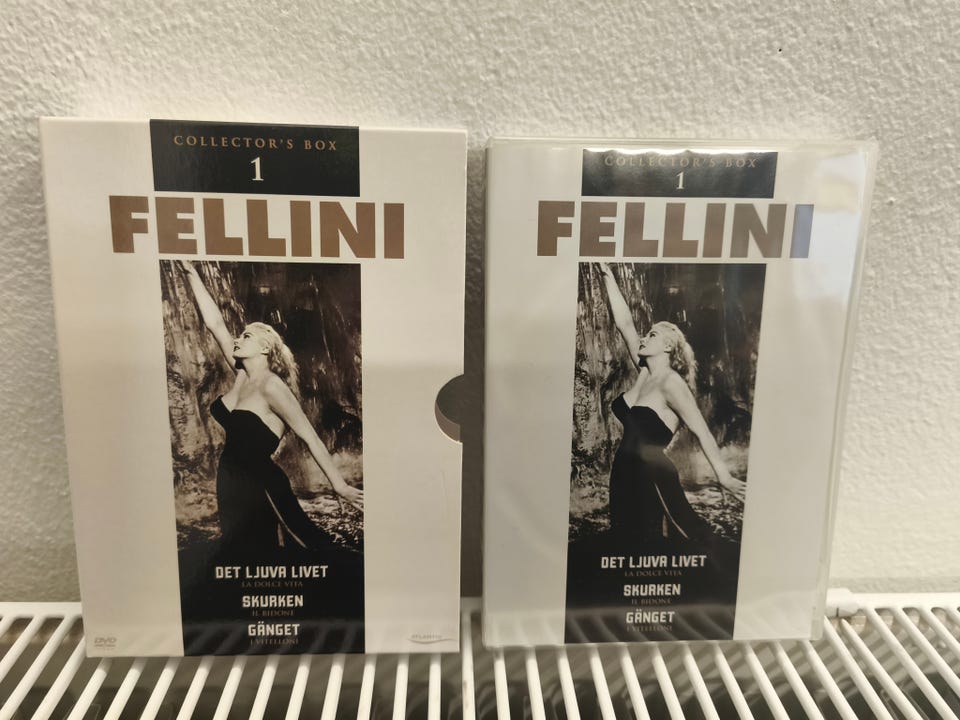 COLLECTOR'S BOX
1
FELLINI
DET LJUVA LIVET
LA DOLCE VITA
SKURKEN
IL BIDONE
GÄNGET
I VITELLONI
DVD
ATLANTIC
COLLECTOR'S BOX
1
FELLINI
DET LJUVA LIVET
LA DOLCE VITA
SKURKEN
IL BIDONE
GÄNGET
I VITELLONI